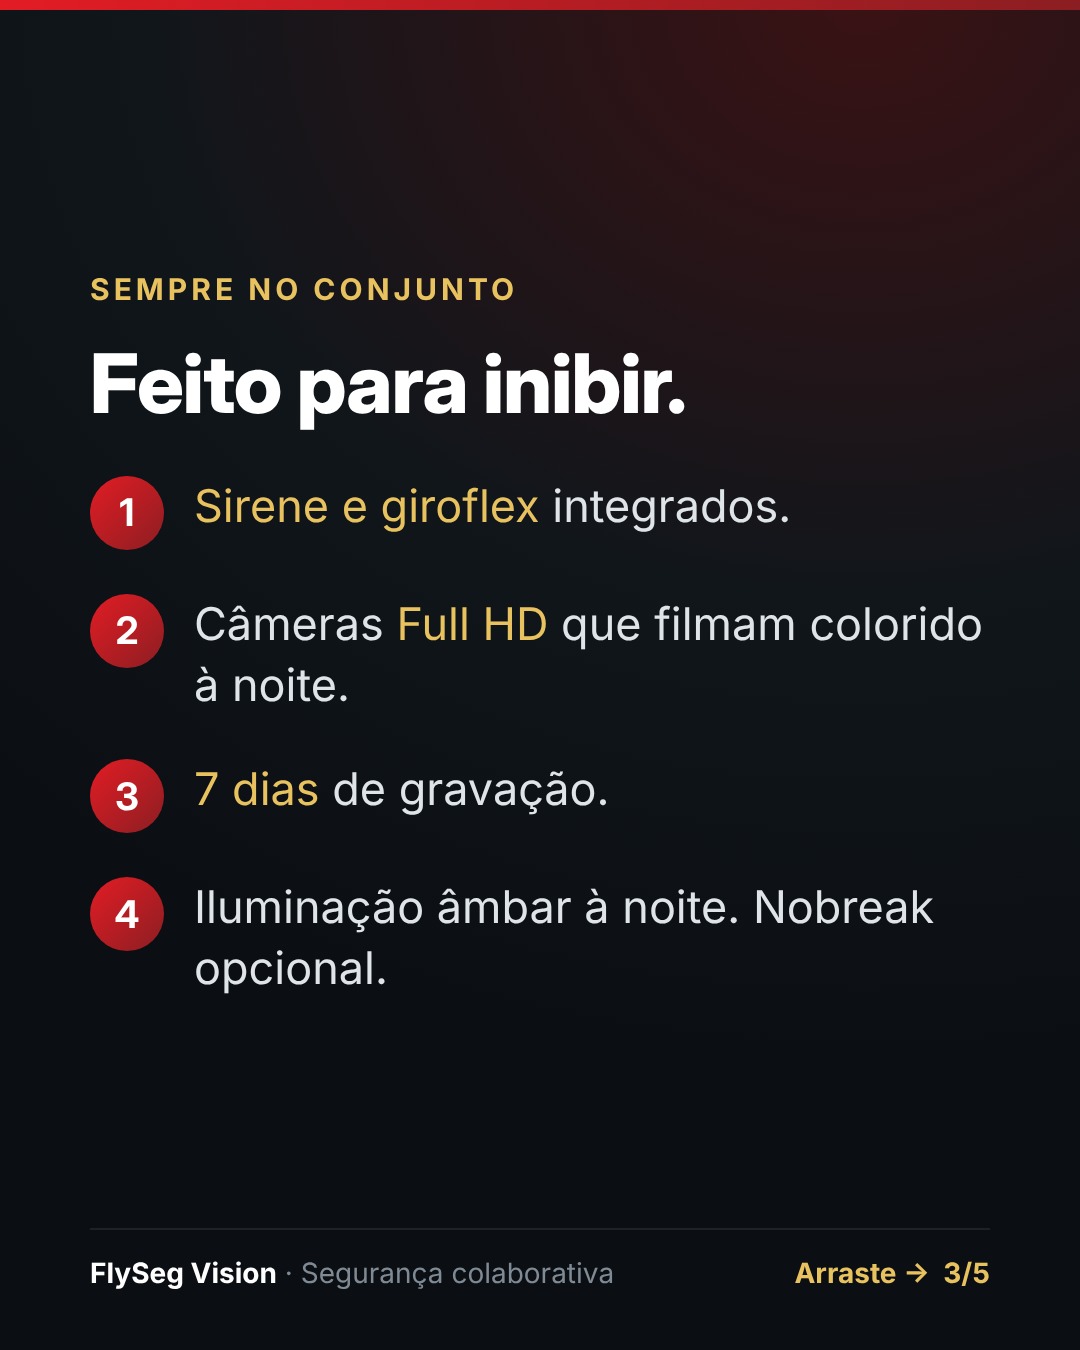 SEMPRE NO CONJUNTO
Feito para inibir.
1 Sirene e giroflex integrados.
2 Câmeras Full HD que filmam colorido
à noite.
3 7 dias de gravação.
4 Iluminação âmbar à noite. Nobreak
opcional.
FlySeg Vision · Segurança colaborativa
Arraste → 3/5